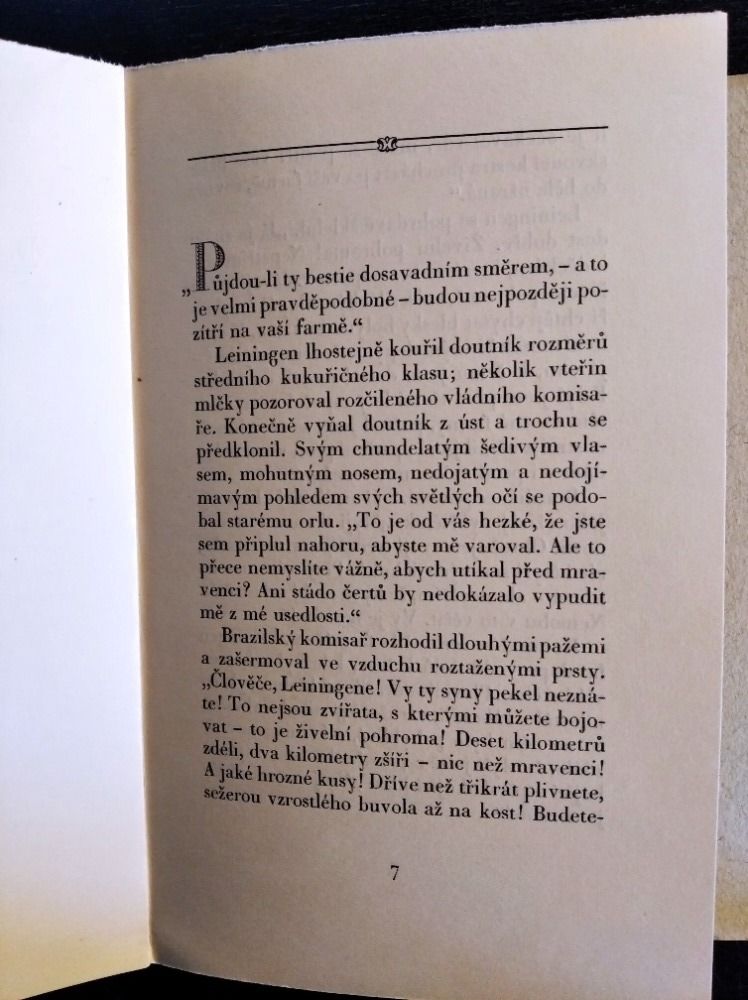 „Půjdou-li ty bestie dosavadním směrem, – a to
je velmi pravděpodobné – budou nejpozději po-
zítří na vaší farmě.“
Leiningen lhostejně kouřil doutník rozměrů
středního kukuřičného klasu; několik vteřin
mlčky pozoroval rozčileného vládního komisa-
ře. Konečně vyňal doutník z úst a trochu se
předklonil. Svým chundelatým šedivým vla-
sem, mohutným nosem, nedojatým a nedojí-
mavým pohledem svých světlých očí se podo-
bal starému orlu. „To je od vás hezké, že jste
sem připlul nahoru, abyste mě varoval. Ale to
přece nemyslíte vážně, abych utíkal před mra-
venci? Ani stádo čertů by nedokázalo vypudit
mě z mé usedlosti.“
Brazilský komisař rozhodil dlouhými pažemi
a zašermoval ve vzduchu roztaženými prsty.
„Člověče, Leiningene! Vy ty syny pekel nezná-
te! To nejsou zvířata, s kterými můžete bojo-
vat – to je živelní pohroma! Deset kilometrů
zdéli, dva kilometry zšíři – nic než mravenci!
A jaké hrozné kusy! Dříve než třikrát plivnete,
sežerou vzrostlého buvola až na kost! Budete-
7